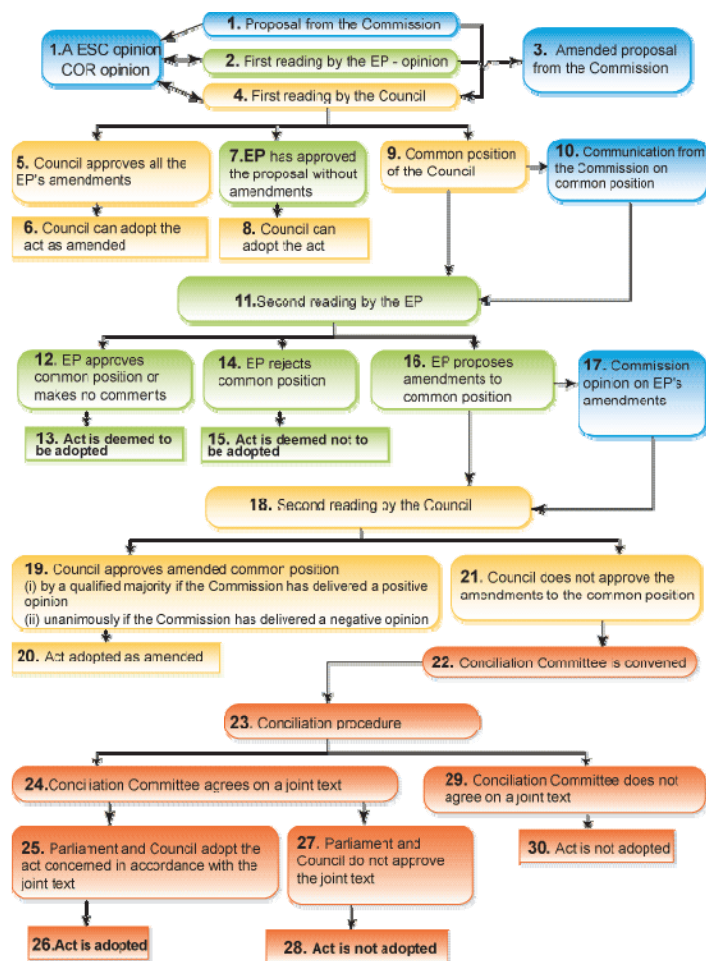 1. Proposal from the Commission
1.A ESC opinion
COR opinion
2. First reading by the EP - opinion
3. Amended proposal
from the Commission
4. First reading by the Council
5. Council approves all the
EP's amendments
7. EP has approved
the proposal without
amendments
9. Common position
of the Council
10. Communication from
the Commission on
common position
6. Council can adopt the
act as amended
8. Council can
adopt the act
11.Second reading by the EP
12. EP approves
common position or
makes no comments
14. EP rejects
common position
16. EP proposes
amendments to
common position
17. Commission
opinion on EP's
amendments
13. Act is deemed to
be adopted
15. Act is deemed not to
be adopted
18. Second reading by the Council
19. Council approves amended common position
(i) by a qualified majority if the Commission has delivered a positive
opinion
(ii) unanimously if the Commission has delivered a negative opinion
21. Council does not approve the
amendments to the common position
20. Act adopted as amended
22. Conciliation Committee is convened
23. Conciliation procedure
24.Conciliation Committee agrees on a joint text
29. Conciliation Committee does not
agree on a joint text
25. Parliament and Council adopt the
act concerned in accordance with the
joint text
27. Parliament and
Council do not approve
the joint text
30. Act is not adopted
26.Act is adopted
28. Act is not adopted